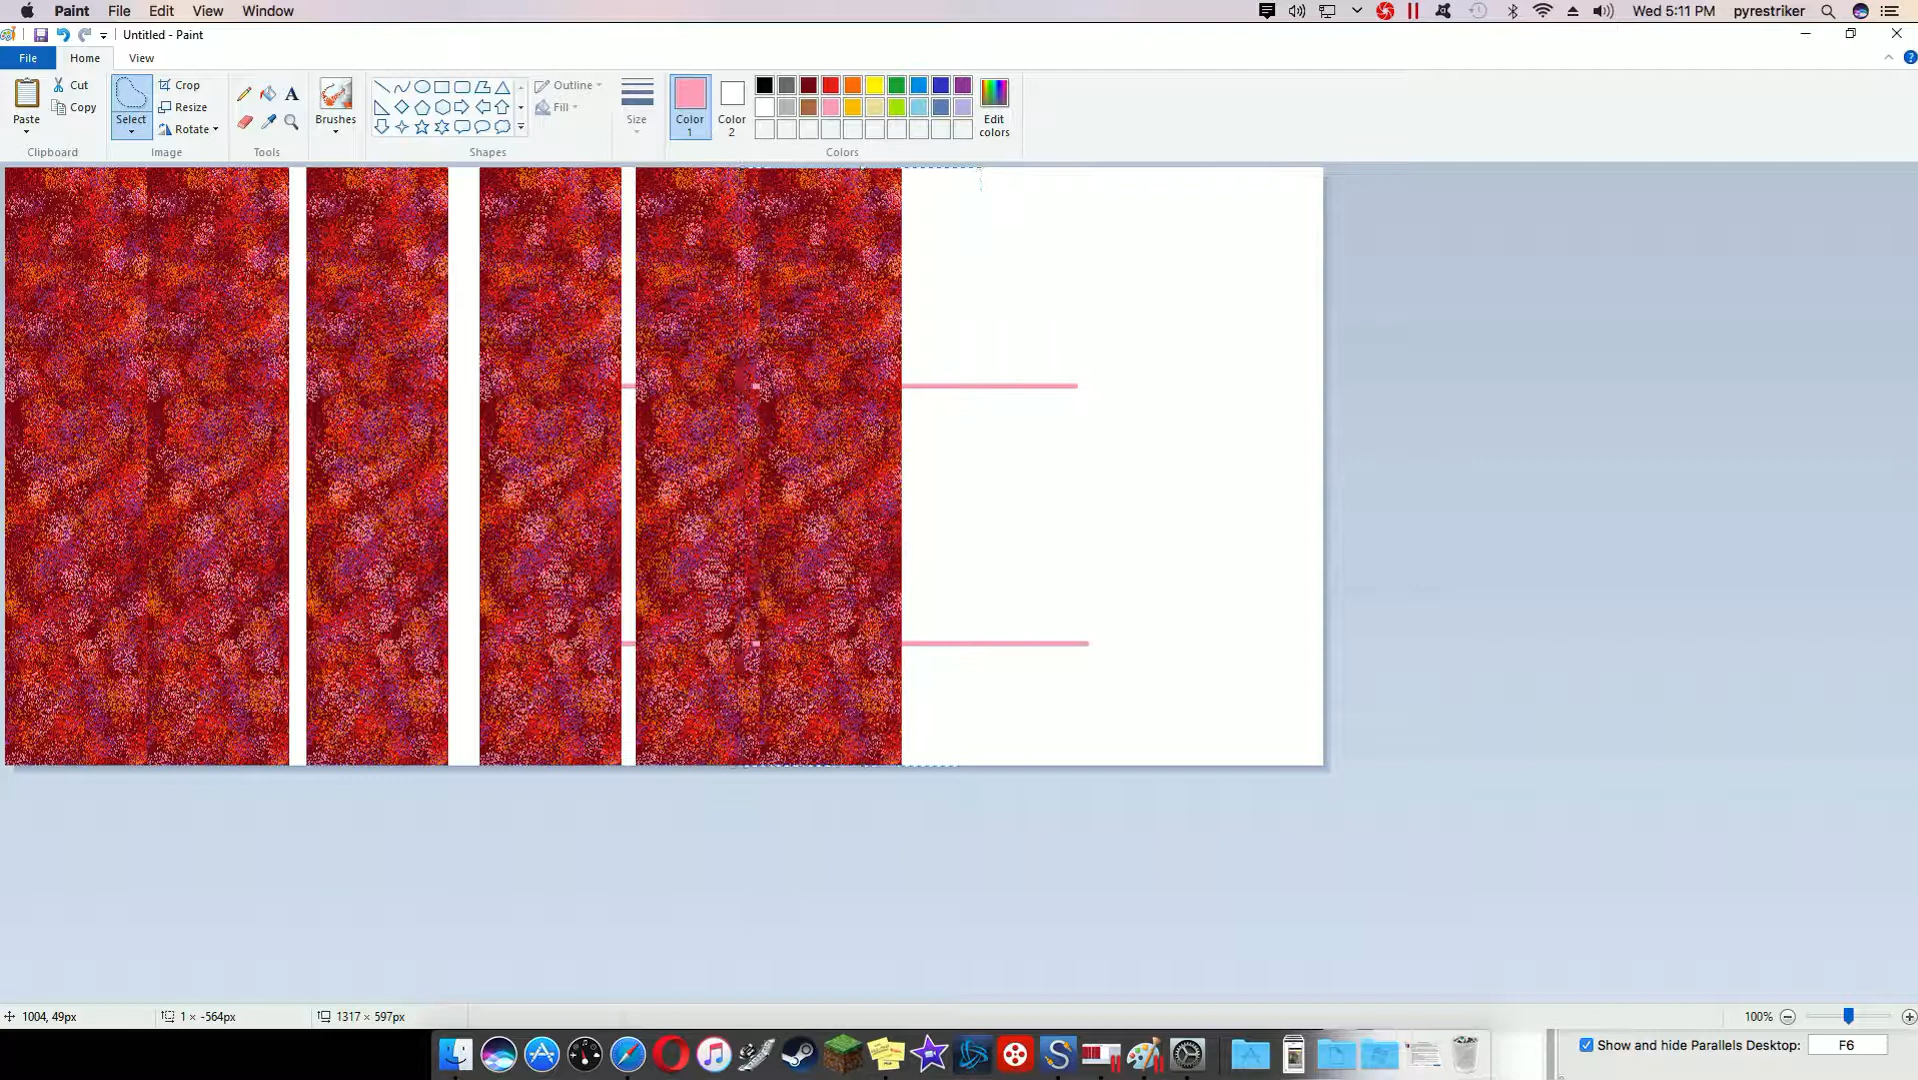 Paint File Edit View Window Wed 5:11 PM pyrestriker
Untitled - Paint
File Home View
Paste Cut Copy Clipboard
Select Crop Resize Rotate Image
A Tools
Brushes
Shapes
Outline Fill
Size
Color 1
Color 2
Edit colors
Colors
1004, 49px 1 × -564px 1317 × 597px 100%
Show and hide Parallels Desktop: F6